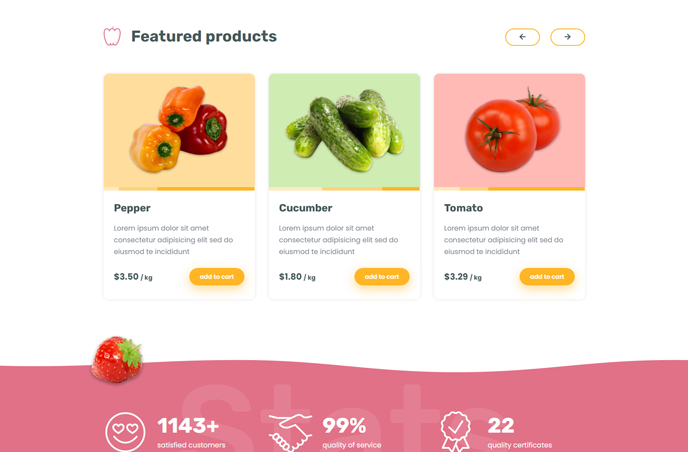 Featured products
Pepper
Lorem ipsum dolor sit amet
consectetur adipisicing elit sed do
eiusmod te incididunt
$3.50 / kg
add to cart
Cucumber
Lorem ipsum dolor sit amet
consectetur adipisicing elit sed do
eiusmod te incididunt
$1.80 / kg
add to cart
Tomato
Lorem ipsum dolor sit amet
consectetur adipisicing elit sed do
eiusmod te incididunt
$3.29 / kg
add to cart
Stats
1143+
satisfied customers
99%
quality of service
22
quality certificates